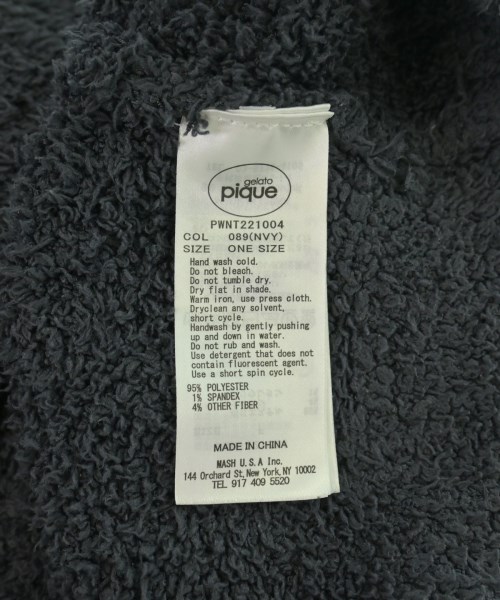 gelato
pique
PWNT221004
COL 089(NVY)
SIZE ONE SIZE
Hand wash cold.
Do not bleach.
Do not tumble dry.
Dry flat in shade.
Warm iron, use press cloth.
Dryclean any solvent,
short cycle.
Handwash by gently pushing
up and down in water.
Do not rub and wash.
Use detergent that does not
contain fluorescent agent.
Use a short spin cycle.
95% POLYESTER
1% SPANDEX
4% OTHER FIBER
MADE IN CHINA
MASH U.S.A Inc.
144 Orchard St, New York, NY 10002
TEL 917 409 5520